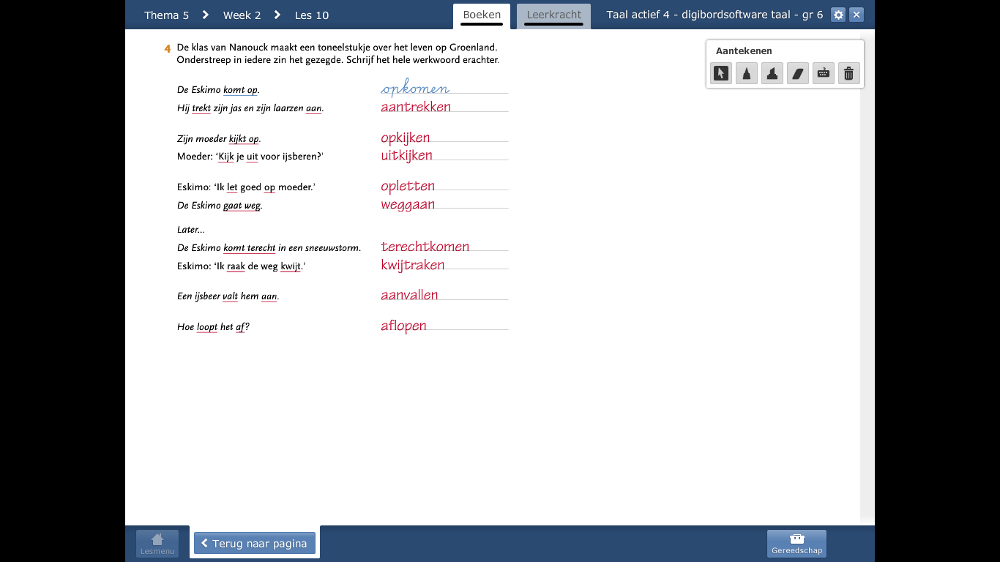 Thema 5 > Week 2 > Les 10
Boeken
Leerkracht
Taal actief 4 - digibordsoftware taal - gr 6
Aantekenen
4 De klas van Nanouck maakt een toneelstukje over het leven op Groenland.
Onderstreep in iedere zin het gezegde. Schrijf het hele werkwoord erachter.
De Eskimo komt op. opkomen
Hij trekt zijn jas en zijn laarzen aan. aantrekken
Zijn moeder kijkt op. opkijken
Moeder: ‘Kijk je uit voor ijsberen?’ uitkijken
Eskimo: ‘Ik let goed op moeder.’ opletten
De Eskimo gaat weg. weggaan
Later...
De Eskimo komt terecht in een sneeuwstorm. terechtkomen
Eskimo: ‘Ik raak de weg kwijt.’ kwijtraken
Een ijsbeer valt hem aan. aanvallen
Hoe loopt het af? aflopen
Lesmenu
Terug naar pagina
Gereedschap